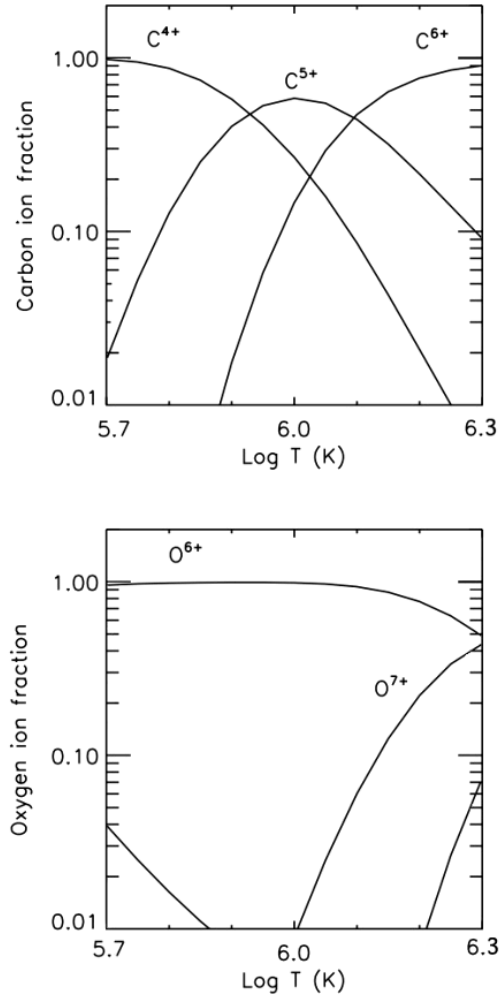 C4+
C6+
C5+
1.00
0.10
0.01
Carbon ion fraction
5.7 6.0 6.3
Log T (K)
O6+
1.00
O7+
0.10
0.01
Oxygen ion fraction
5.7 6.0 6.3
Log T (K)